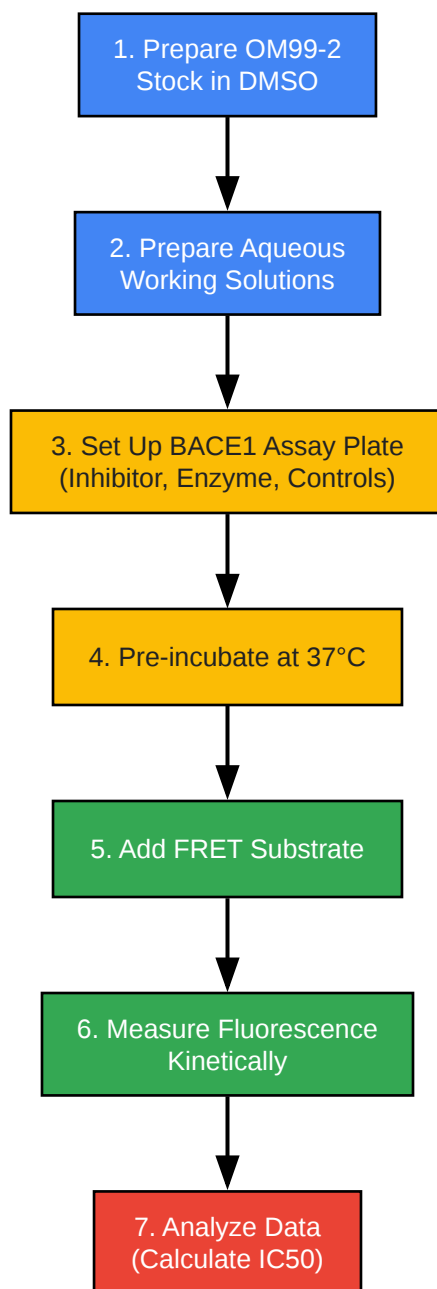 1. Prepare OM99-2
Stock in DMSO
2. Prepare Aqueous
Working Solutions
3. Set Up BACE1 Assay Plate
(Inhibitor, Enzyme, Controls)
4. Pre-incubate at 37°C
5. Add FRET Substrate
6. Measure Fluorescence
Kinetically
7. Analyze Data
(Calculate IC50)